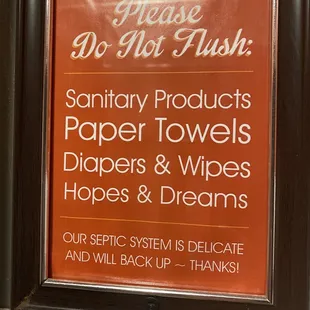 Please
Do Not Flush:
Sanitary Products
Paper Towels
Diapers & Wipes
Hopes & Dreams
OUR SEPTIC SYSTEM IS DELICATE
AND WILL BACK UP ~ THANKS!